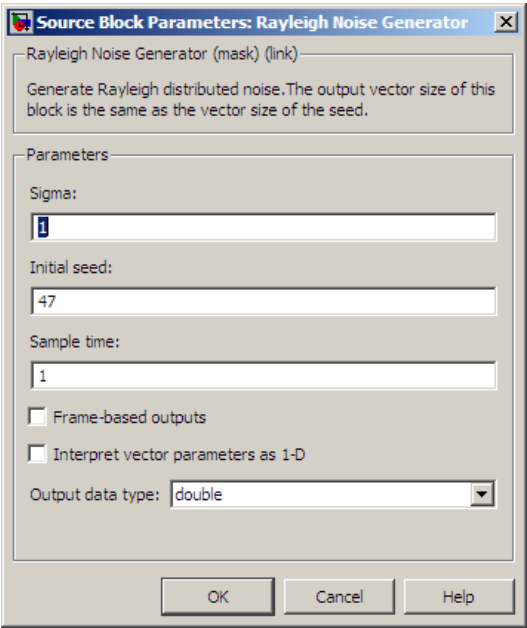 Source Block Parameters: Rayleigh Noise Generator
Rayleigh Noise Generator (mask) (link)
Generate Rayleigh distributed noise.The output vector size of this
block is the same as the vector size of the seed.
Parameters
Sigma:
1
Initial seed:
47
Sample time:
1
Frame-based outputs
Interpret vector parameters as 1-D
Output data type: double
OK Cancel Help